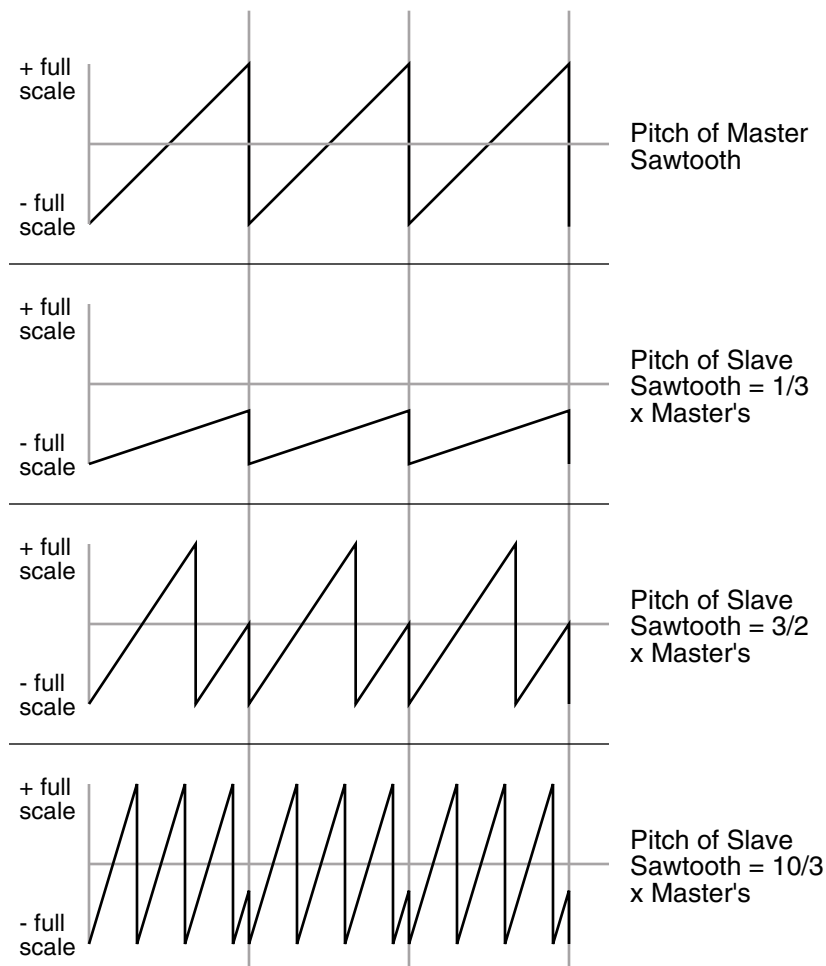 + full
scale
- full
scale
Pitch of Master
Sawtooth
+ full
scale
- full
scale
Pitch of Slave
Sawtooth = 1/3
x Master's
+ full
scale
- full
scale
Pitch of Slave
Sawtooth = 3/2
x Master's
+ full
scale
- full
scale
Pitch of Slave
Sawtooth = 10/3
x Master's